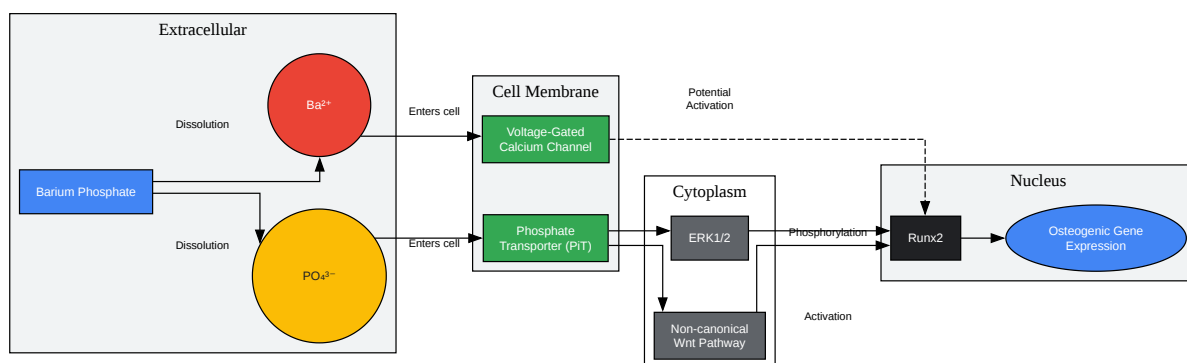 Extracellular
Ba²⁺
Dissolution
Barium Phosphate
Dissolution
PO₄³⁻
Enters cell
Enters cell
Cell Membrane
Voltage-Gated
Calcium Channel
Phosphate
Transporter (PiT)
Potential
Activation
Cytoplasm
ERK1/2
Non-canonical
Wnt Pathway
Phosphorylation
Activation
Nucleus
Runx2
Osteogenic Gene
Expression